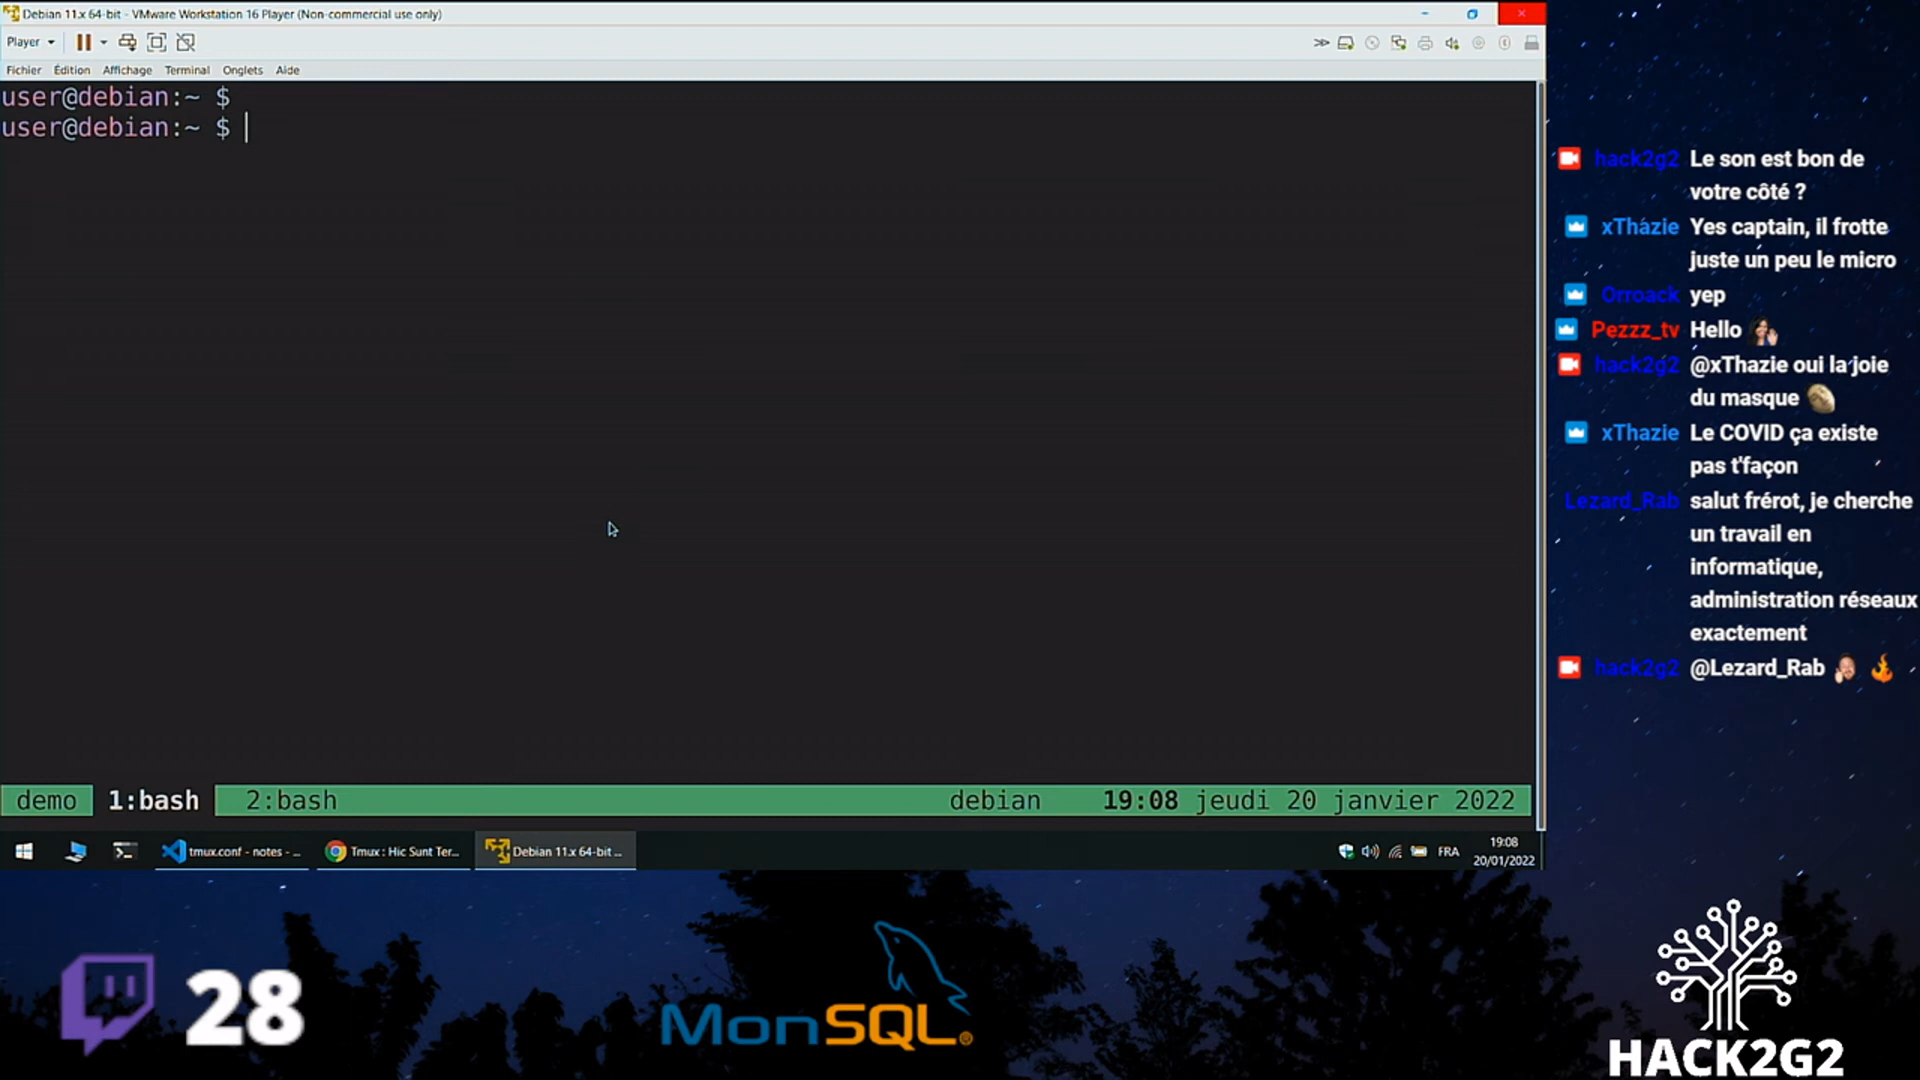 Debian 11.x 64-bit - VMware Workstation 16 Player (Non-commercial use only)
Player
Fichier Édition Affichage Terminal Onglets Aide
user@debian:~ $
user@debian:~ $
demo 1:bash 2:bash debian 19:08 jeudi 20 janvier 2022
tmux.conf - notes - ...
Tmux : Hic Sunt Ter...
Debian 11.x 64-bit ...
FRA
19:08
20/01/2022
hack2g2 Le son est bon de
votre côté ?
xThazie Yes captain, il frotte
juste un peu le micro
Orroack yep
Pezzz_tv Hello
hack2g2 @xThazie oui la joie
du masque
xThazie Le COVID ça existe
pas t'façon
Lezard_Rab salut frérot, je cherche
un travail en
informatique,
administration réseaux
exactement
hack2g2 @Lezard_Rab
28
MonSQL®
HACK2G2